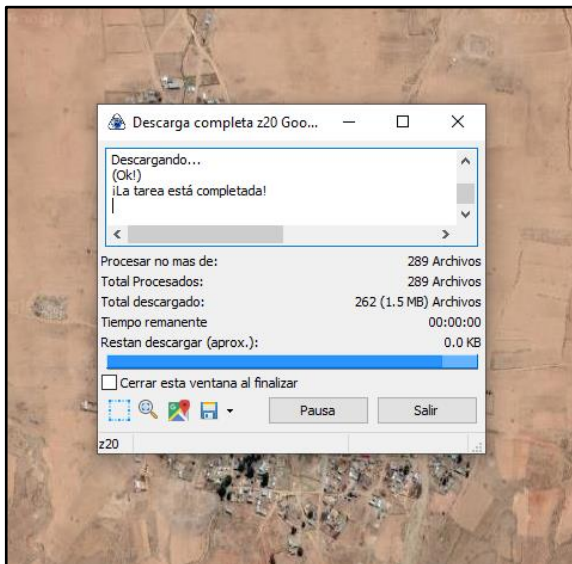 Descarga completa z20 Goo...
Descargando...
(Ok!)
¡La tarea está completada!
Procesar no mas de: 289 Archivos
Total Procesados: 289 Archivos
Total descargado: 262 (1.5 MB) Archivos
Tiempo remanente 00:00:00
Restan descargar (aprox.): 0.0 KB
Cerrar esta ventana al finalizar
Pausa Salir
z20